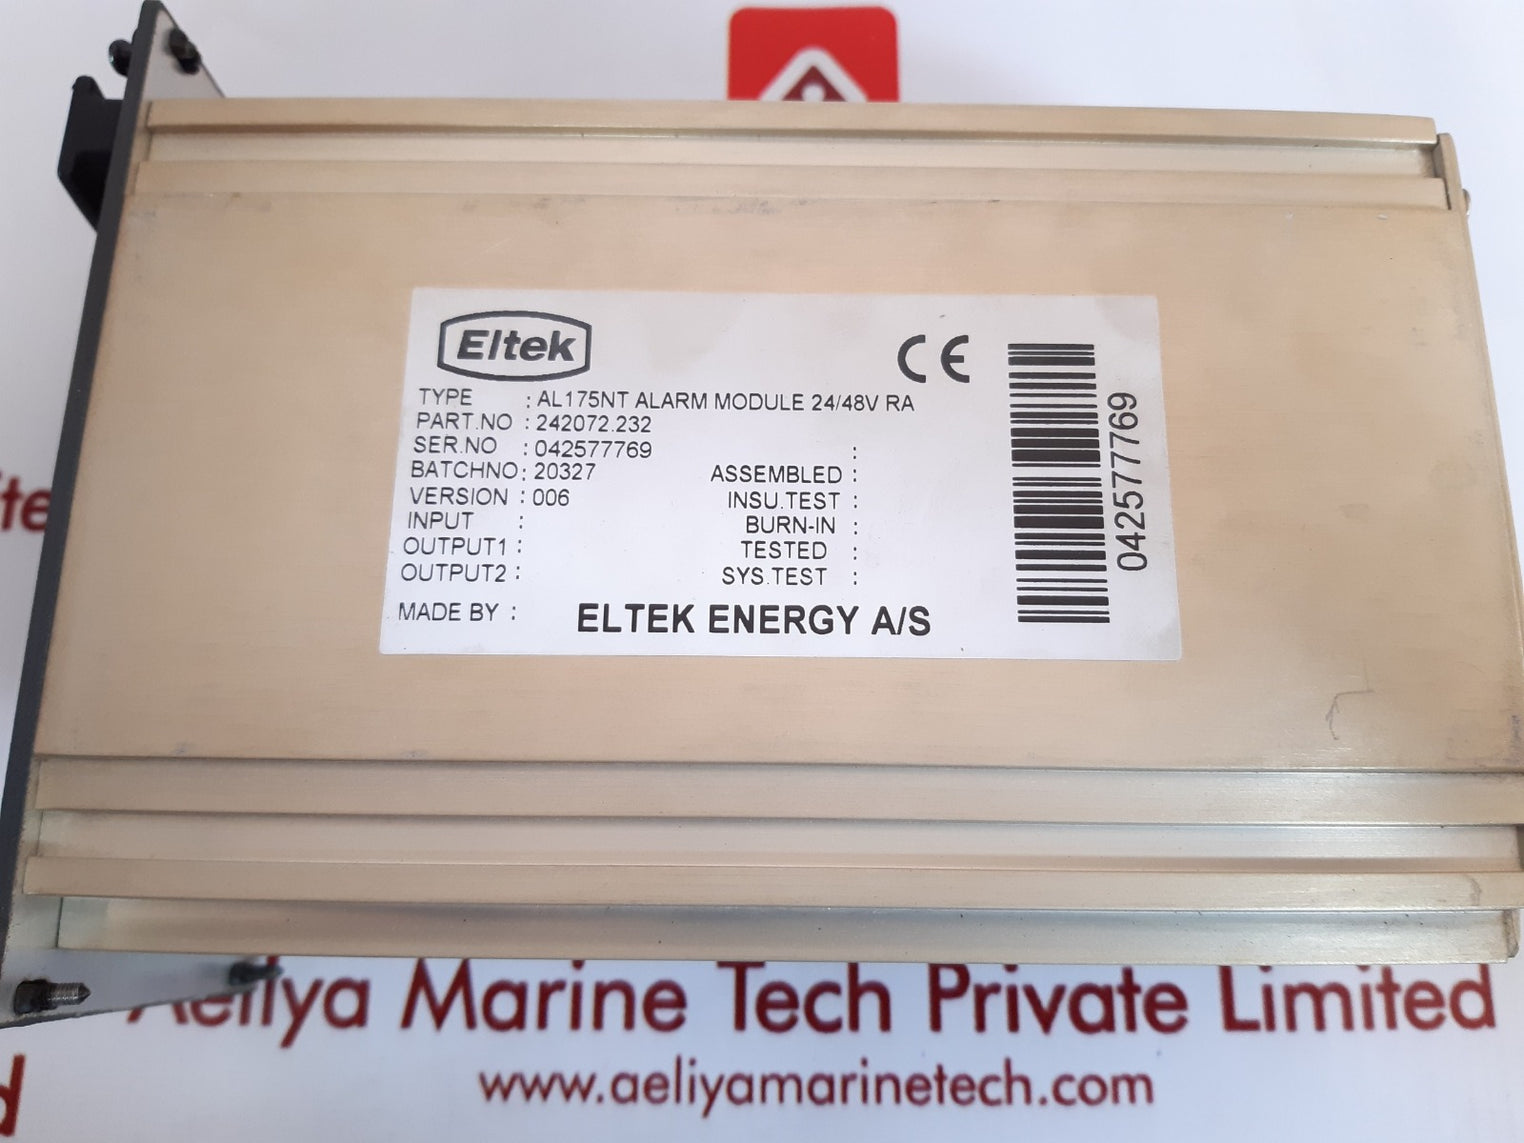 Eltek
CE
TYPE : AL175NT ALARM MODULE 24/48V RA
PART.NO : 242072.232
SER.NO : 042577769 :
BATCHNO: 20327 ASSEMBLED :
VERSION : 006 INSU.TEST :
INPUT : BURN-IN :
OUTPUT1 : TESTED :
OUTPUT2 : SYS.TEST :
MADE BY : ELTEK ENERGY A/S
042577769
Aeliya Marine Tech Private Limited
www.aeliyamarinetech.com